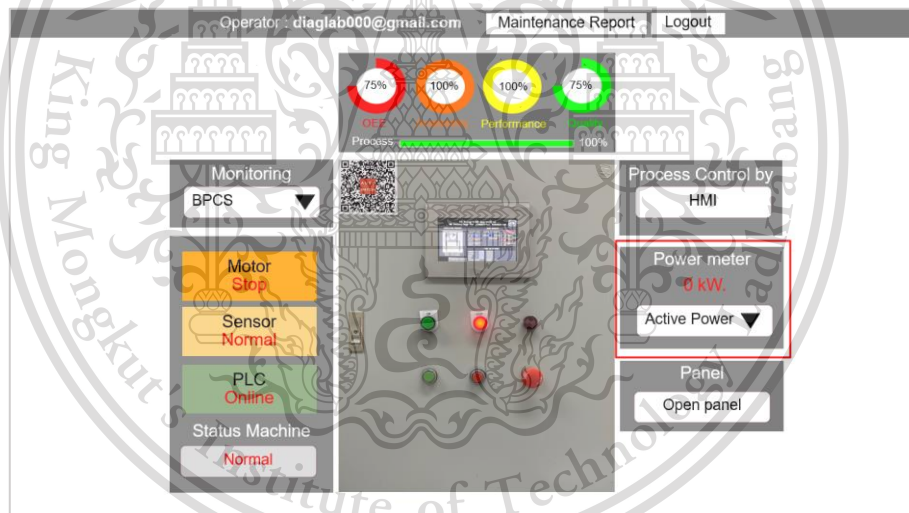 Operator : diaglab000@gmail.com
Maintenance Report
Logout
75%
100%
100%
75%
OEE
Performance
Process
100%
Monitoring
BPCS
Motor
Stop
Sensor
Normal
PLC
Online
Status Machine
Normal
Process Control by
HMI
Power meter
0 kW.
Active Power
Panel
Open panel
King Mongkut's Institute of Technology Ladkrabang